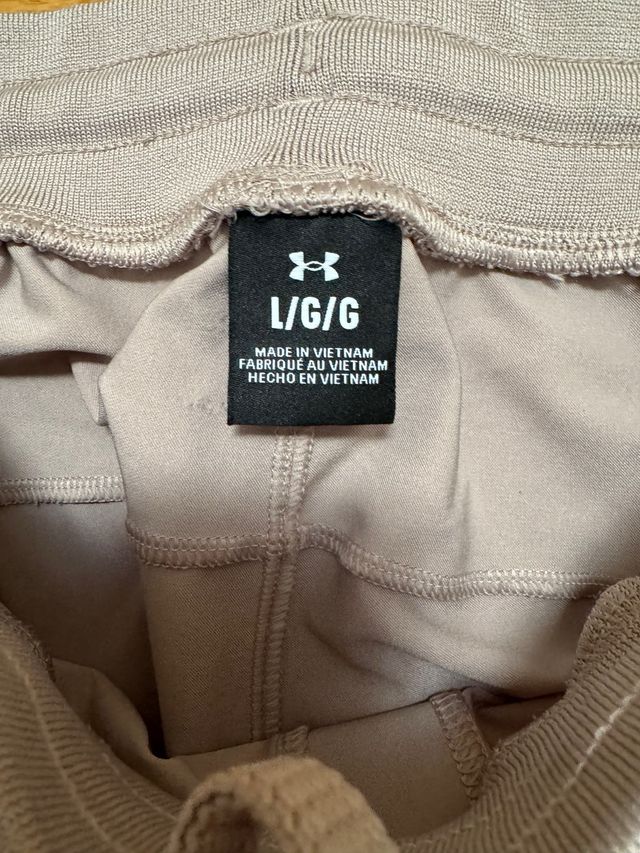 L/G/G
MADE IN VIETNAM
FABRIQUÉ AU VIETNAM
HECHO EN VIETNAM